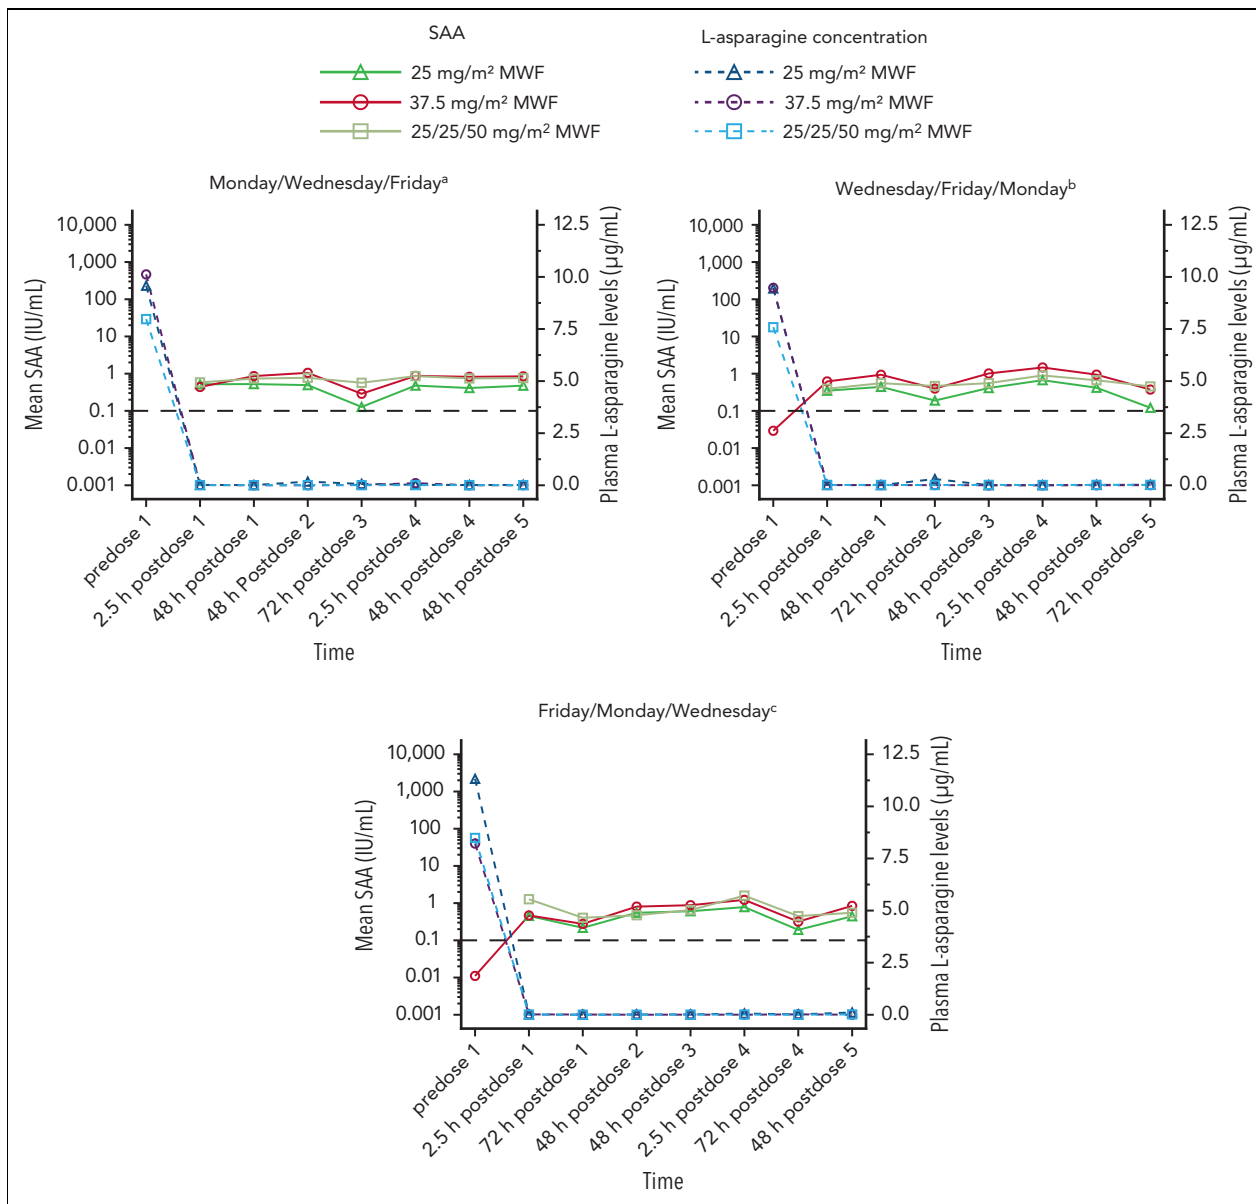 SAA
25 mg/m² MWF
37.5 mg/m² MWF
25/25/50 mg/m² MWF
L-asparagine concentration
25 mg/m² MWF
37.5 mg/m² MWF
25/25/50 mg/m² MWF
Monday/Wednesday/Fridayᵃ
Mean SAA (IU/mL)
10,000
1,000
100
10
1
0.1
0.01
0.001
12.5
10.0
7.5
5.0
2.5
0.0
Plasma L-asparagine levels (µg/mL)
predose 1
2.5 h postdose 1
48 h postdose 1
48 h Postdose 2
72 h postdose 3
2.5 h postdose 4
48 h postdose 4
48 h postdose 5
Time
Wednesday/Friday/Mondayᵇ
Mean SAA (IU/mL)
10,000
1,000
100
10
1
0.1
0.01
0.001
12.5
10.0
7.5
5.0
2.5
0.0
Plasma L-asparagine levels (µg/mL)
predose 1
2.5 h postdose 1
48 h postdose 1
72 h postdose 2
48 h postdose 3
2.5 h postdose 4
48 h postdose 4
72 h postdose 5
Time
Friday/Monday/Wednesdayᶜ
Mean SAA (IU/mL)
10,000
1,000
100
10
1
0.1
0.01
0.001
12.5
10.0
7.5
5.0
2.5
0.0
Plasma L-asparagine levels (µg/mL)
predose 1
2.5 h postdose 1
72 h postdose 1
48 h postdose 2
48 h postdose 3
2.5 h postdose 4
72 h postdose 4
48 h postdose 5
Time